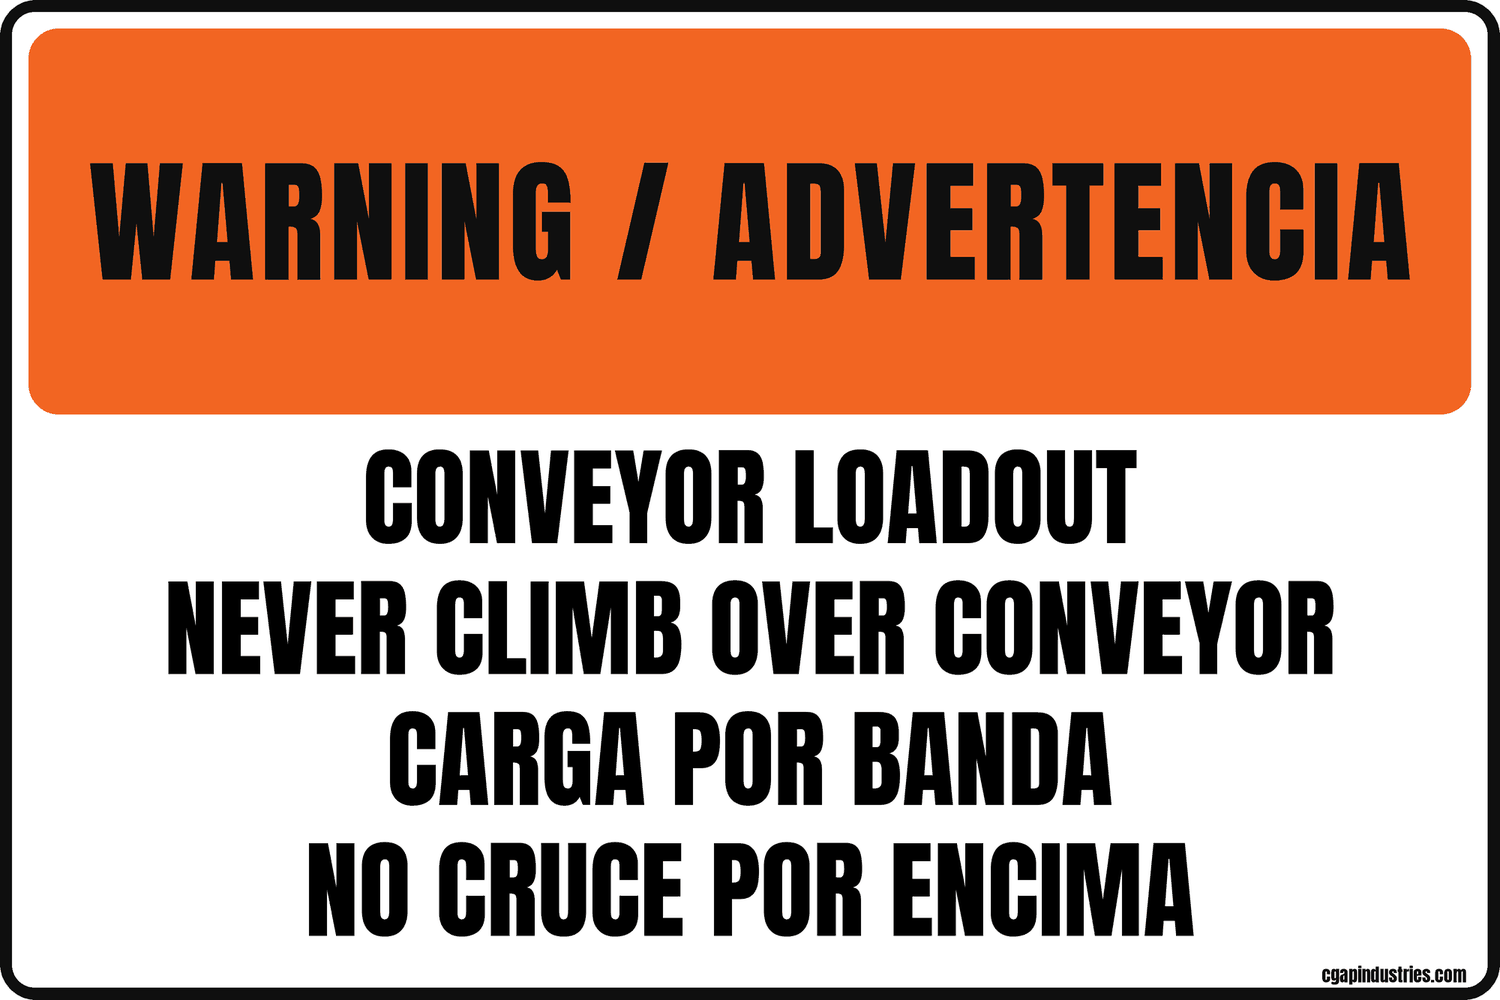 WARNING / ADVERTENCIA
CONVEYOR LOADOUT
NEVER CLIMB OVER CONVEYOR
CARGA POR BANDA
NO CRUCE POR ENCIMA
cgapindustries.com